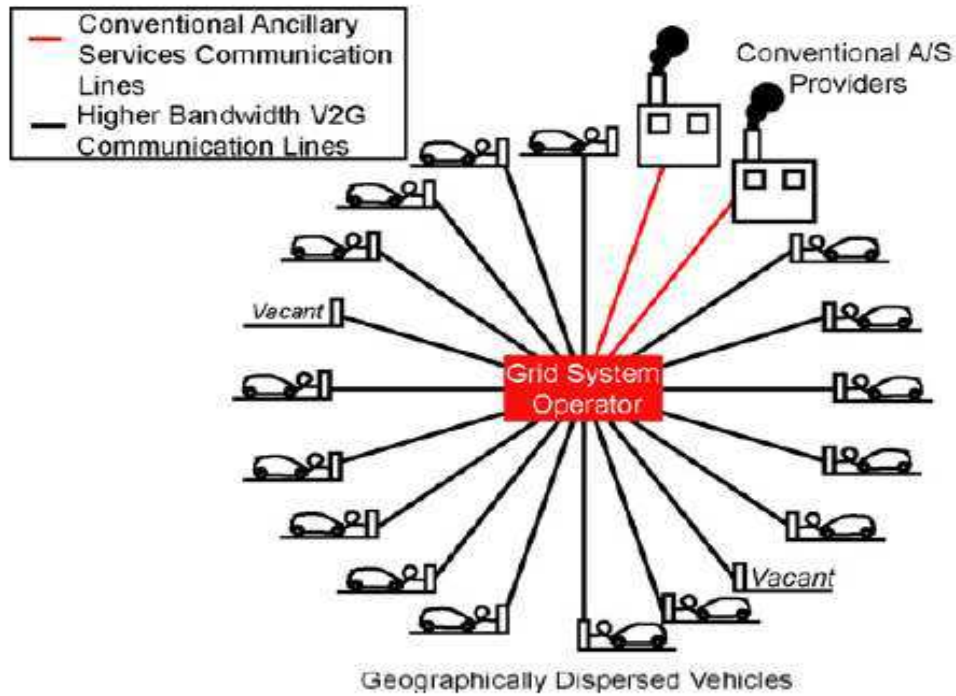 Conventional Ancillary
Services Communication
Lines
Higher Bandwidth V2G
Communication Lines
Conventional A/S
Providers
Vacant
Grid System
Operator
Vacant
Geographically Dispersed Vehicles